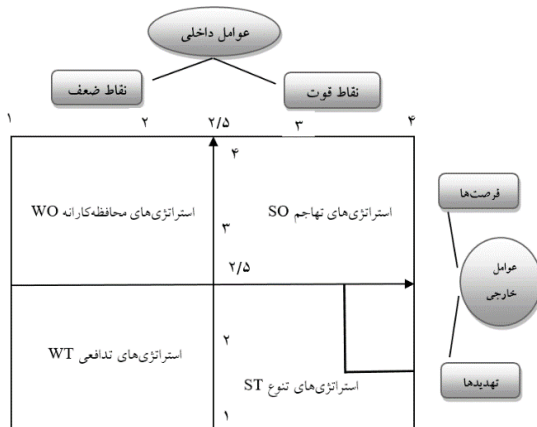 عوامل داخلی
نقاط ضعف
نقاط قوت
۱
۲
۲/۵
۳
۴
۴
فرصت‌ها
استراتژی‌های تهاجم SO
استراتژی‌های محافظه‌کارانه WO
۳
عوامل
خارجی
۲/۵
۲
استراتژی‌های تدافعی WT
تهدیدها
استراتژی‌های تنوع ST
۱